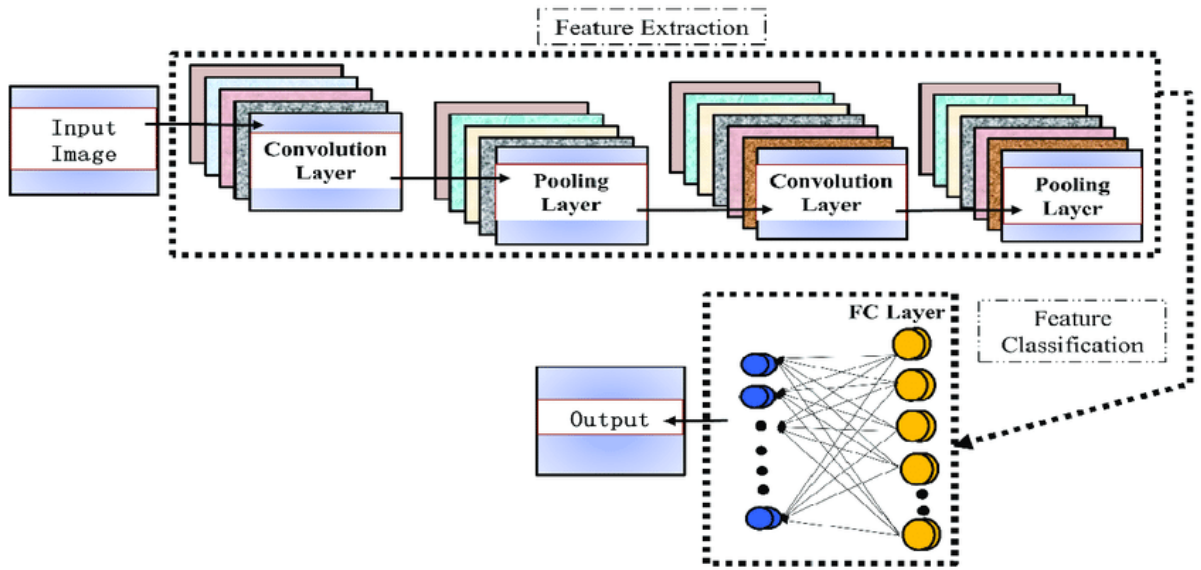 Feature Extraction
Input
Image
Convolution
Layer
Pooling
Layer
Convolution
Layer
Pooling
Layer
FC Layer
Feature
Classification
Output